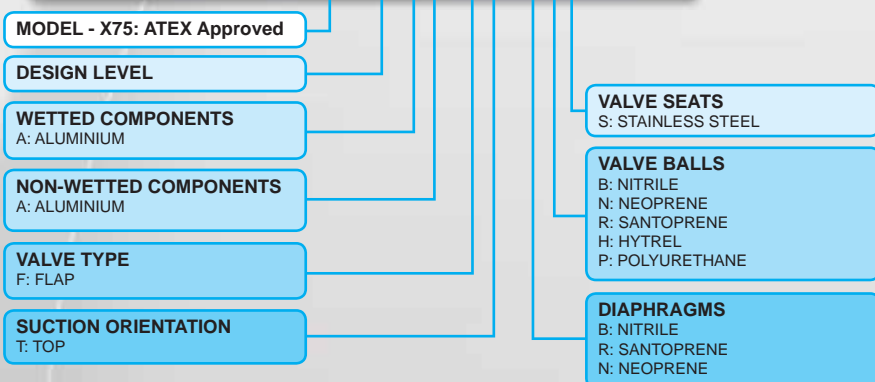 MODEL - X75: ATEX Approved
DESIGN LEVEL
WETTED COMPONENTS
A: ALUMINIUM
NON-WETTED COMPONENTS
A: ALUMINIUM
VALVE TYPE
F: FLAP
SUCTION ORIENTATION
T: TOP
VALVE SEATS
S: STAINLESS STEEL
VALVE BALLS
B: NITRILE
N: NEOPRENE
R: SANTOPRENE
H: HYTREL
P: POLYURETHANE
DIAPHRAGMS
B: NITRILE
R: SANTOPRENE
N: NEOPRENE